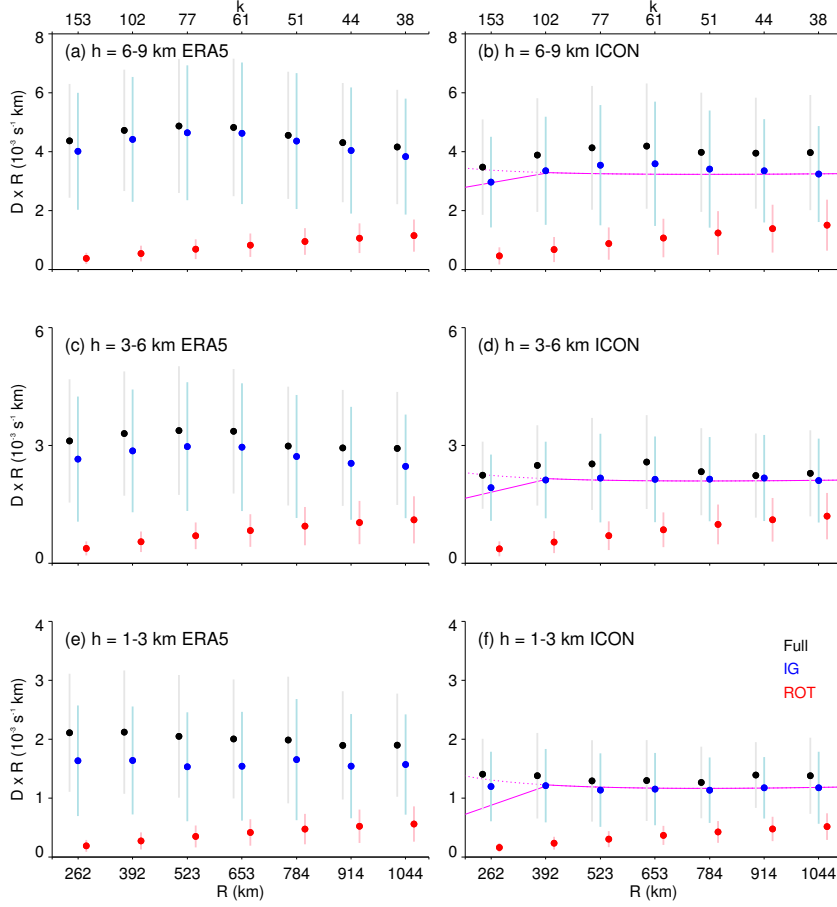 k k
153 102 77 61 51 44 38 153 102 77 61 51 44 38
8 8
(a) h = 6-9 km ERA5 (b) h = 6-9 km ICON
6 6
D x R (10⁻³ s⁻¹ km)
4 4
2 2
0 0
6 6
(c) h = 3-6 km ERA5 (d) h = 3-6 km ICON
D x R (10⁻³ s⁻¹ km)
3 3
0 0
4 4
(e) h = 1-3 km ERA5 (f) h = 1-3 km ICON
Full
3 3
IG
ROT
D x R (10⁻³ s⁻¹ km)
2 2
1 1
0 0
262 392 523 653 784 914 1044 262 392 523 653 784 914 1044
R (km) R (km)